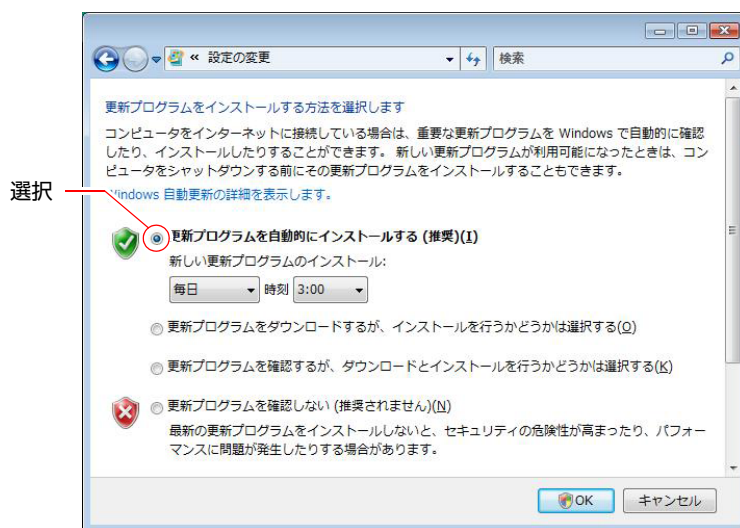 « 設定の変更
検索
更新プログラムをインストールする方法を選択します
コンピュータをインターネットに接続している場合は、重要な更新プログラムを Windows で自動的に確認
したり、インストールしたりすることができます。 新しい更新プログラムが利用可能になったときは、コン
ピュータをシャットダウンする前にその更新プログラムをインストールすることもできます。
選択
Windows 自動更新の詳細を表示します。
更新プログラムを自動的にインストールする (推奨)(I)
新しい更新プログラムのインストール:
毎日 時刻 3:00
更新プログラムをダウンロードするが、インストールを行うかどうかは選択する(O)
更新プログラムを確認するが、ダウンロードとインストールを行うかどうかは選択する(K)
更新プログラムを確認しない (推奨されません)(N)
最新の更新プログラムをインストールしないと、セキュリティの危険性が高まったり、パフォー
マンスに問題が発生したりする場合があります。
OK キャンセル